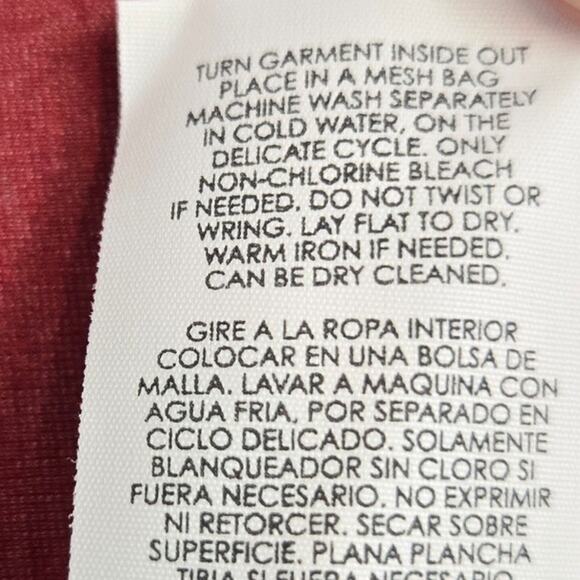 TURN GARMENT INSIDE OUT
PLACE IN A MESH BAG
MACHINE WASH SEPARATELY
IN COLD WATER, ON THE
DELICATE CYCLE. ONLY
NON-CHLORINE BLEACH
IF NEEDED. DO NOT TWIST OR
WRING. LAY FLAT TO DRY.
WARM IRON IF NEEDED.
CAN BE DRY CLEANED.
GIRE A LA ROPA INTERIOR
COLOCAR EN UNA BOLSA DE
MALLA. LAVAR A MAQUINA CON
AGUA FRIA, POR SEPARADO EN
CICLO DELICADO. SOLAMENTE
BLANQUEADOR SIN CLORO SI
FUERA NECESARIO. NO EXPRIMIR
NI RETORCER. SECAR SOBRE
SUPERFICIE. PLANA PLANCHA
TIBIA SI FUERA NECESARIO